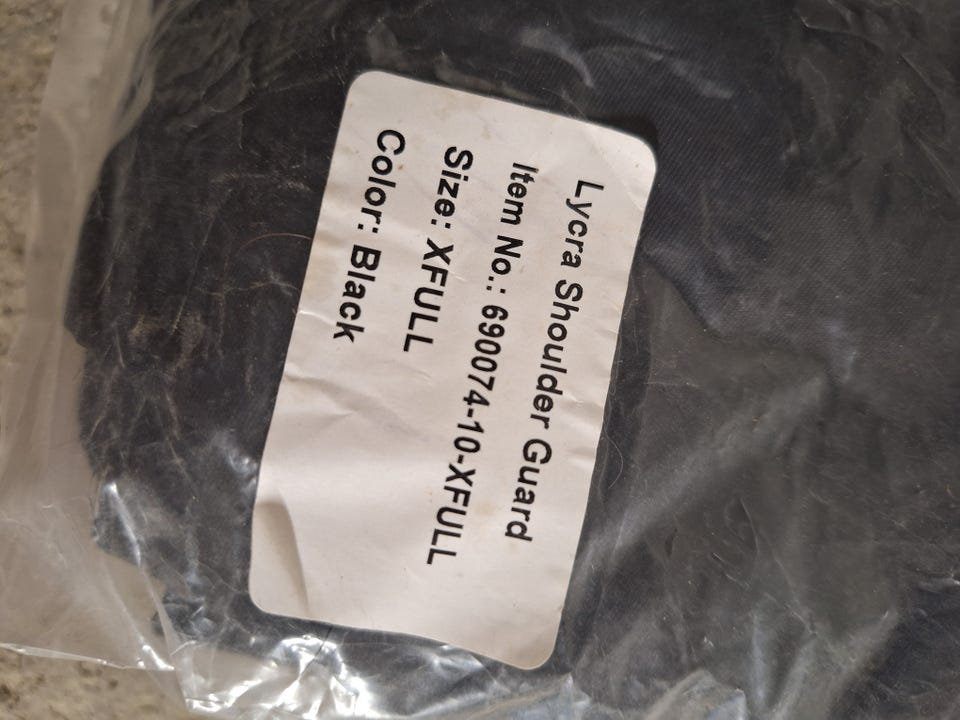 Lycra Shoulder Guard
Item No.: 690074-10-XFULL
Size: XFULL
Color: Black